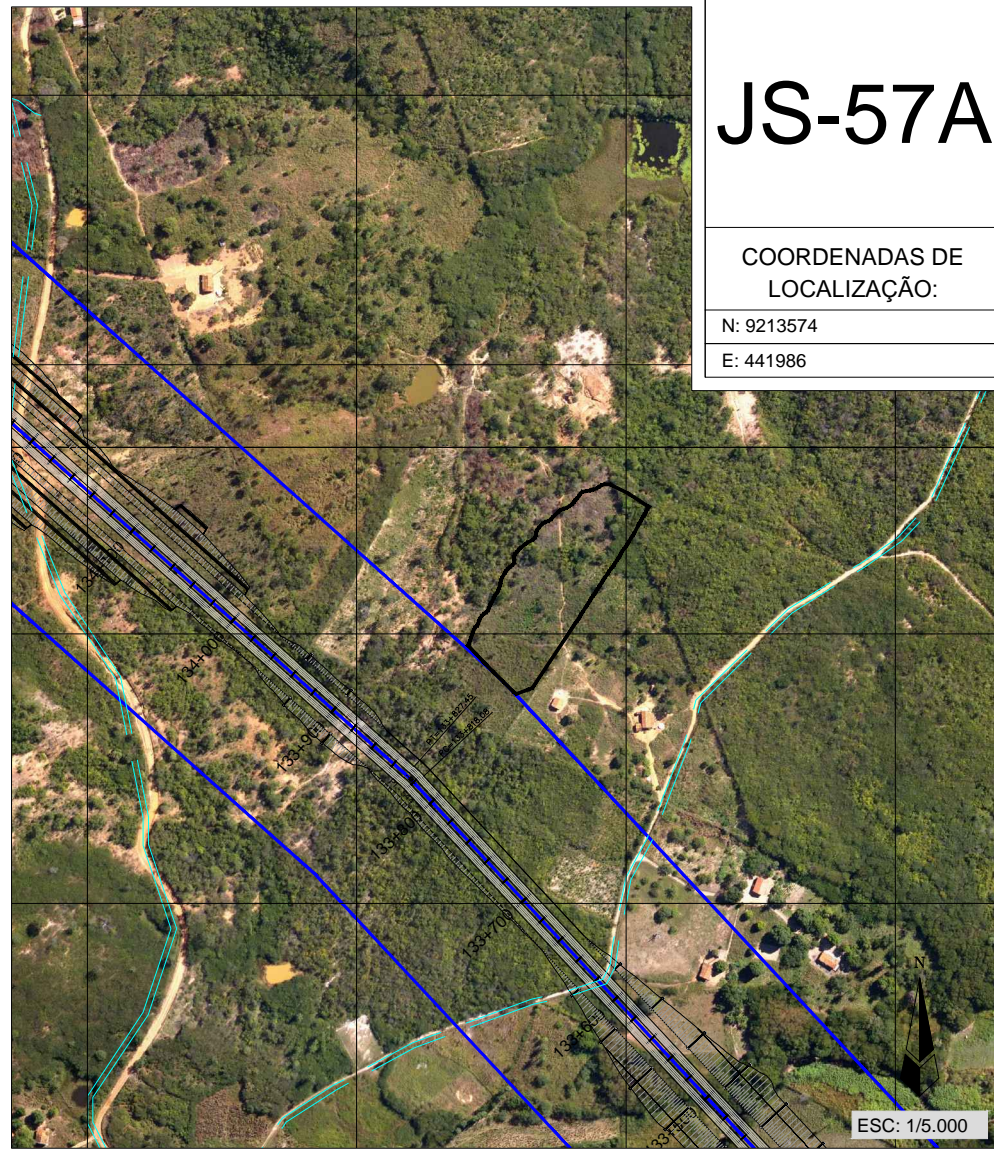 JS-57A
COORDENADAS DE
LOCALIZAÇÃO:
N: 9213574
E: 441986
134+000
133+900
133+800
133+700
N
ESC: 1/5.000